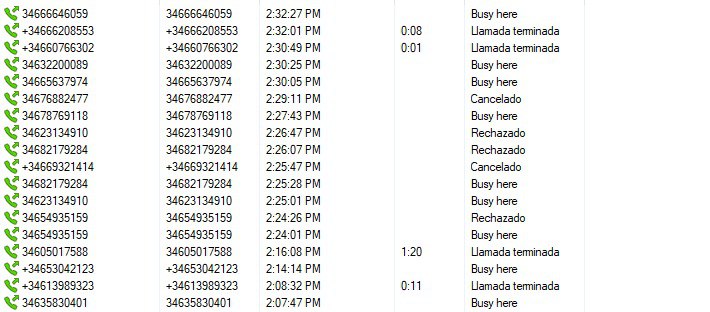 34666646059 34666646059 2:32:27 PM Busy here
+34666208553 +34666208553 2:32:01 PM 0:08 Llamada terminada
+34660766302 +34660766302 2:30:49 PM 0:01 Llamada terminada
34632200089 34632200089 2:30:25 PM Busy here
34665637974 34665637974 2:30:05 PM Busy here
34676882477 34676882477 2:29:11 PM Cancelado
34678769118 34678769118 2:27:43 PM Busy here
34623134910 34623134910 2:26:47 PM Rechazado
34682179284 34682179284 2:26:07 PM Rechazado
+34669321414 +34669321414 2:25:47 PM Cancelado
34682179284 34682179284 2:25:28 PM Busy here
34623134910 34623134910 2:25:01 PM Busy here
34654935159 34654935159 2:24:26 PM Rechazado
34654935159 34654935159 2:24:01 PM Busy here
34605017588 34605017588 2:16:08 PM 1:20 Llamada terminada
+34653042123 +34653042123 2:14:14 PM Busy here
+34613989323 +34613989323 2:08:32 PM 0:11 Llamada terminada
34635830401 34635830401 2:07:47 PM Busy here